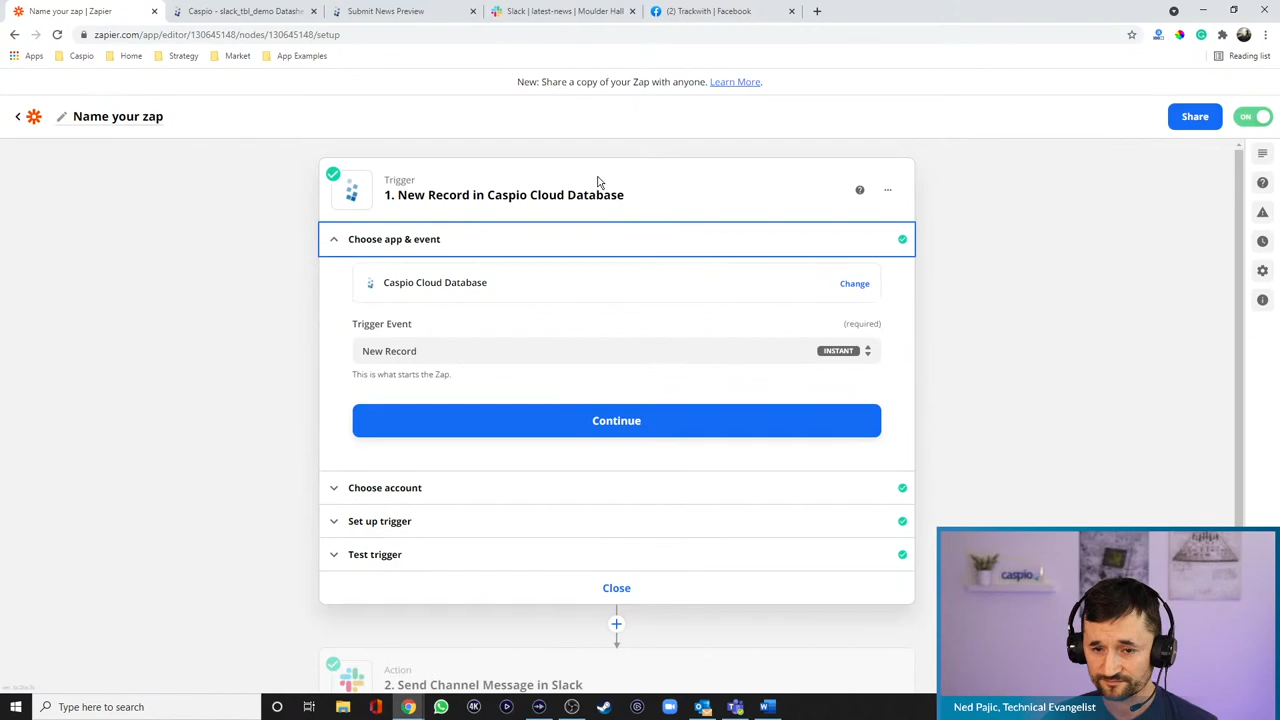 Name your zap | Zapier
Caspio - slack_tbl_demo Datashe
Submit News Preview
Slack | latest-news | Moulder Hall
(2) Trackwith | Facebook
zapier.com/app/editor/130645148/nodes/130645148/setup
Apps
Caspio
Home
Strategy
Market
App Examples
Reading list
New: Share a copy of your Zap with anyone. Learn More.
Name your zap
Share
ON
Trigger
1. New Record in Caspio Cloud Database
Choose app & event
Caspio Cloud Database
Change
Trigger Event
(required)
New Record
INSTANT
This is what starts the Zap.
Continue
Choose account
Set up trigger
Test trigger
Close
Action
2. Send Channel Message in Slack
caspio
Ned Pajic, Technical Evangelist
Type here to search